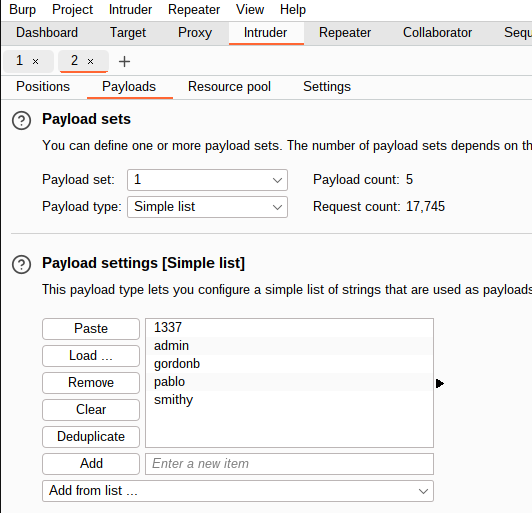 Burp Project Intruder Repeater View Help
Dashboard Target Proxy Intruder Repeater Collaborator Sequ
1 × 2 × +
Positions Payloads Resource pool Settings
? Payload sets
You can define one or more payload sets. The number of payload sets depends on th
Payload set: 1 Payload count: 5
Payload type: Simple list Request count: 17,745
? Payload settings [Simple list]
This payload type lets you configure a simple list of strings that are used as payloads
Paste
Load ...
Remove
Clear
Deduplicate
1337
admin
gordonb
pablo
smithy
Add Enter a new item
Add from list ...